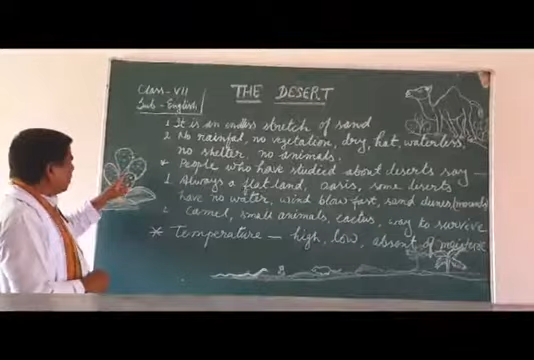 Class - VII
Sub - English
THE DESERT
1. It is an endless stretch of sand
2. No rainfal, no vegetation, dry, hot, waterless,
no shelter, no animals.
* People who have studied about deserts say -
1. Always a flat land, oasis, some deserts
have no water, wind blow fast, sand dunes (mounds)
2. Camel, small animals, cactus, way to survive
* Temperature - high, low, absent of moisture